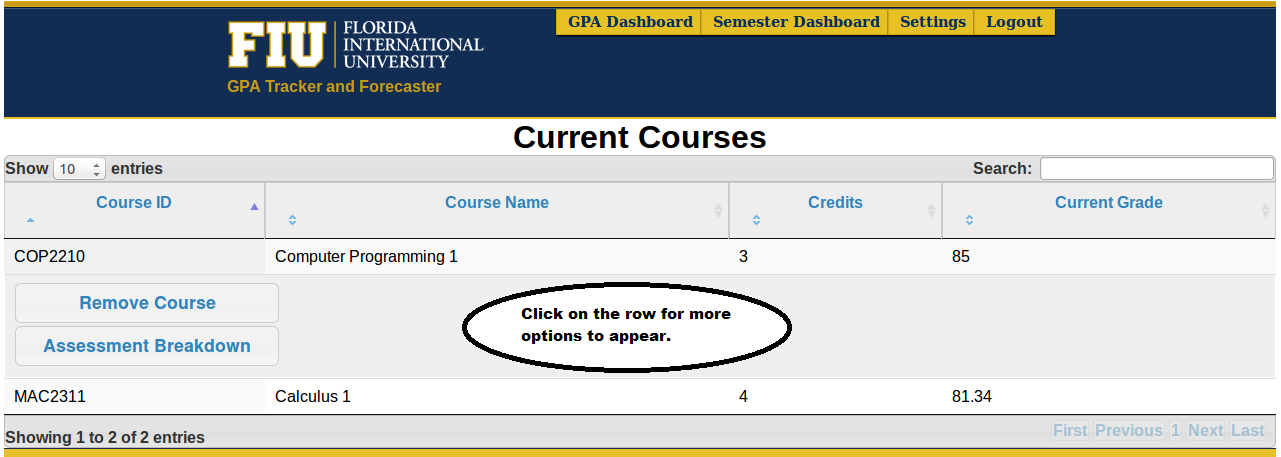 GPA Dashboard Semester Dashboard Settings Logout
FIU FLORIDA
INTERNATIONAL
UNIVERSITY
GPA Tracker and Forecaster
Current Courses
Show 10 entries Search:
Course ID Course Name Credits Current Grade
COP2210 Computer Programming 1 3 85
Remove Course
Click on the row for more
options to appear.
Assessment Breakdown
MAC2311 Calculus 1 4 81.34
Showing 1 to 2 of 2 entries First Previous 1 Next Last